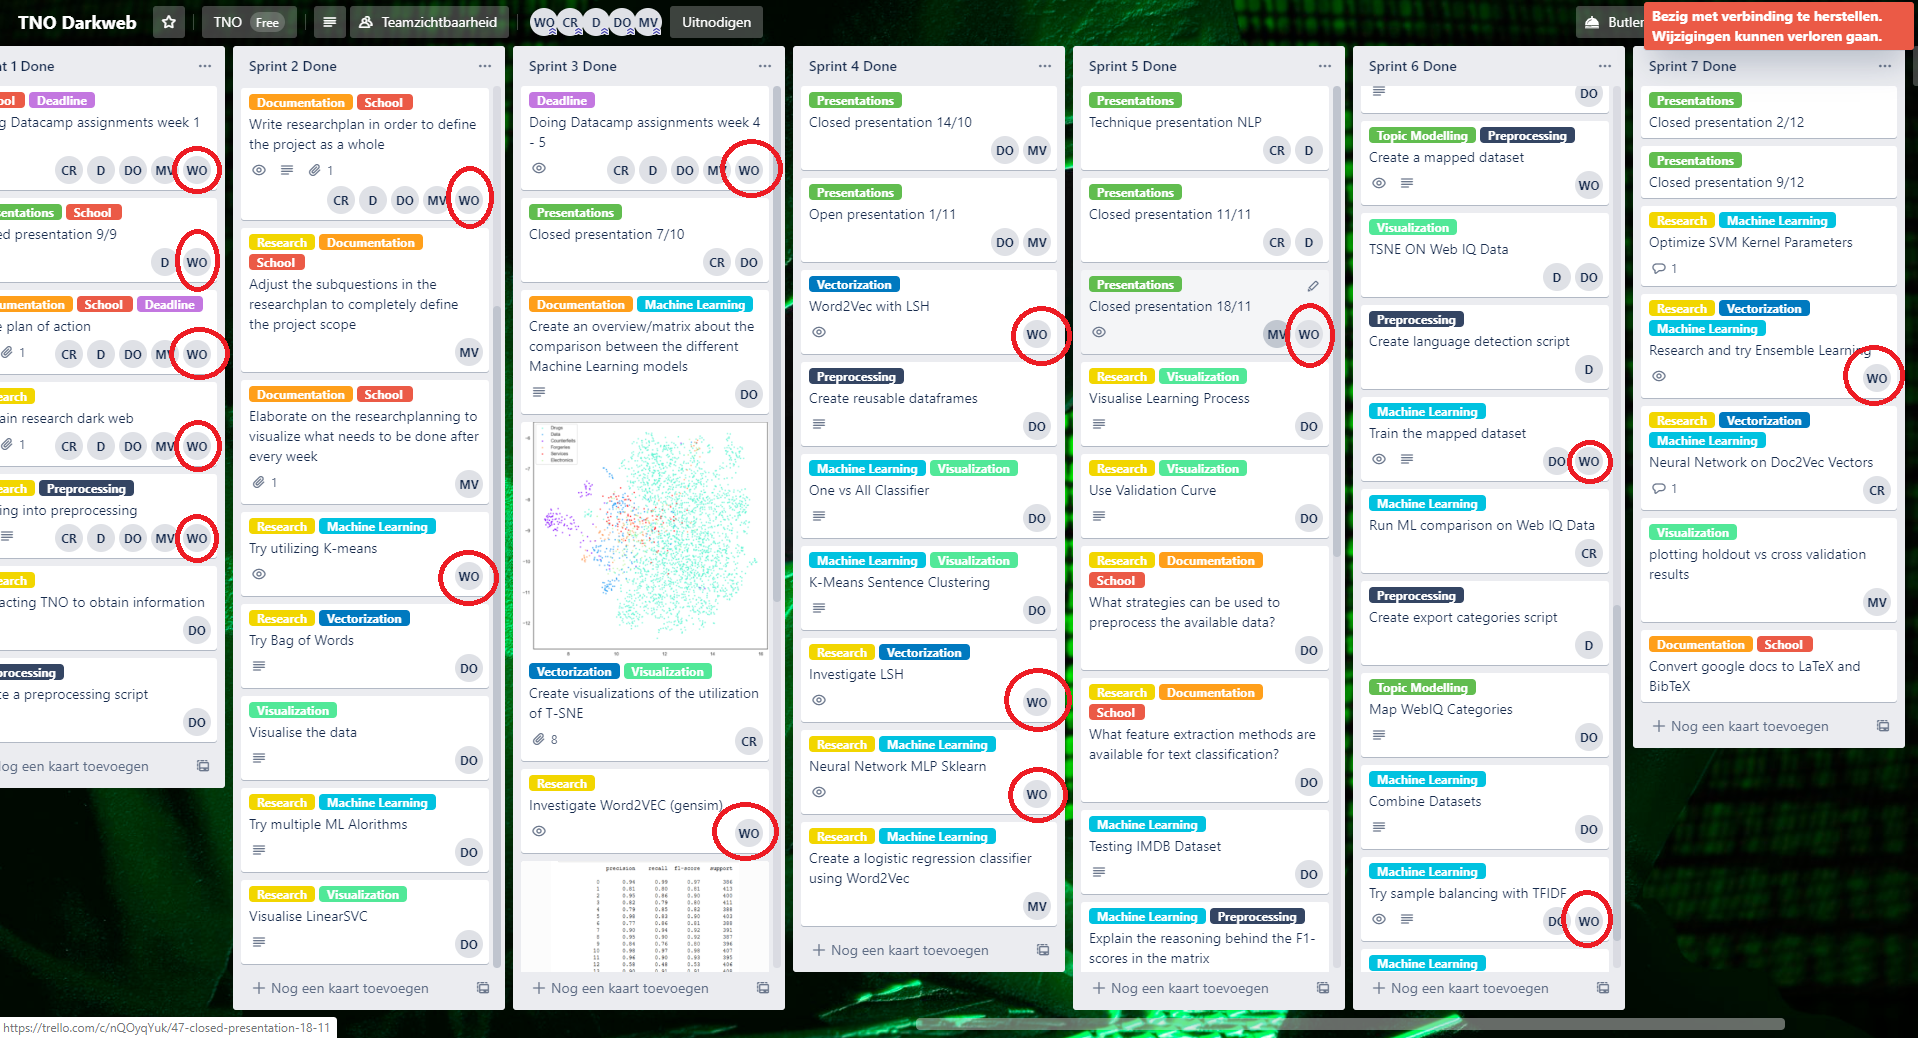 TNO Darkweb
TNO Free
Teamzichtbaarheid
WO CR D DO MV
Uitnodigen
Butler
Bezig met verbinding te herstellen.
Wijzigingen kunnen verloren gaan.
t 1 Done
ool Deadline
g Datacamp assignments week 1
CR D DO MV WO
sentations School
ed presentation 9/9
D WO
umentation School Deadline
e plan of action
1 CR D DO MV WO
earch
ain research dark web
1 CR D DO MV WO
earch Preprocessing
ing into preprocessing
CR D DO MV WO
earch
acting TNO to obtain information
DO
processing
te a preprocessing script
DO
og een kaart toevoegen
Sprint 2 Done
Documentation School
Write researchplan in order to define
the project as a whole
1
CR D DO MV WO
Research Documentation
School
Adjust the subquestions in the
researchplan to completely define
the project scope
MV
Documentation School
Elaborate on the researchplanning to
visualize what needs to be done after
every week
1
MV
Research Machine Learning
Try utilizing K-means
WO
Research Vectorization
Try Bag of Words
DO
Visualization
Visualise the data
DO
Research Machine Learning
Try multiple ML Alorithms
DO
Research Visualization
Visualise LinearSVC
DO
+ Nog een kaart toevoegen
Sprint 3 Done
Deadline
Doing Datacamp assignments week 4
- 5
CR D DO MV WO
Presentations
Closed presentation 7/10
CR DO
Documentation Machine Learning
Create an overview/matrix about the
comparison between the different
Machine Learning models
DO
Drugs
Data
Counterfeits
Forgeries
Services
Electronics
Vectorization Visualization
Create visualizations of the utilization
of T-SNE
8
CR
Research
Investigate Word2VEC (gensim)
WO
precision recall f1-score support
+ Nog een kaart toevoegen
Sprint 4 Done
Presentations
Closed presentation 14/10
DO MV
Presentations
Open presentation 1/11
DO MV
Vectorization
Word2Vec with LSH
WO
Preprocessing
Create reusable dataframes
DO
Machine Learning Visualization
One vs All Classifier
DO
Machine Learning Visualization
K-Means Sentence Clustering
DO
Research Vectorization
Investigate LSH
WO
Research Machine Learning
Neural Network MLP Sklearn
WO
Research Machine Learning
Create a logistic regression classifier
using Word2Vec
MV
+ Nog een kaart toevoegen
Sprint 5 Done
Presentations
Technique presentation NLP
CR D
Presentations
Closed presentation 11/11
CR D
Presentations
Closed presentation 18/11
MV WO
Research Visualization
Visualise Learning Process
DO
Research Visualization
Use Validation Curve
DO
Research Documentation
School
What strategies can be used to
preprocess the available data?
DO
Research Documentation
School
What feature extraction methods are
available for text classification?
DO
Machine Learning
Testing IMDB Dataset
DO
Machine Learning Preprocessing
Explain the reasoning behind the F1-
scores in the matrix
+ Nog een kaart toevoegen
Sprint 6 Done
DO
Topic Modelling Preprocessing
Create a mapped dataset
WO
Visualization
TSNE ON Web IQ Data
D DO
Preprocessing
Create language detection script
D
Machine Learning
Train the mapped dataset
DO WO
Machine Learning
Run ML comparison on Web IQ Data
CR
Preprocessing
Create export categories script
D
Topic Modelling
Map WebIQ Categories
DO
Machine Learning
Combine Datasets
DO
Machine Learning
Try sample balancing with TFIDF
DO WO
Machine Learning
+ Nog een kaart toevoegen
Sprint 7 Done
Presentations
Closed presentation 2/12
Presentations
Closed presentation 9/12
Research Machine Learning
Optimize SVM Kernel Parameters
1
Research Vectorization
Machine Learning
Research and try Ensemble Learning
WO
Research Vectorization
Machine Learning
Neural Network on Doc2Vec Vectors
1
CR
Visualization
plotting holdout vs cross validation
results
MV
Documentation School
Convert google docs to LaTeX and
BibTeX
+ Nog een kaart toevoegen
https://trello.com/c/nQOyqYuk/47-closed-presentation-18-11